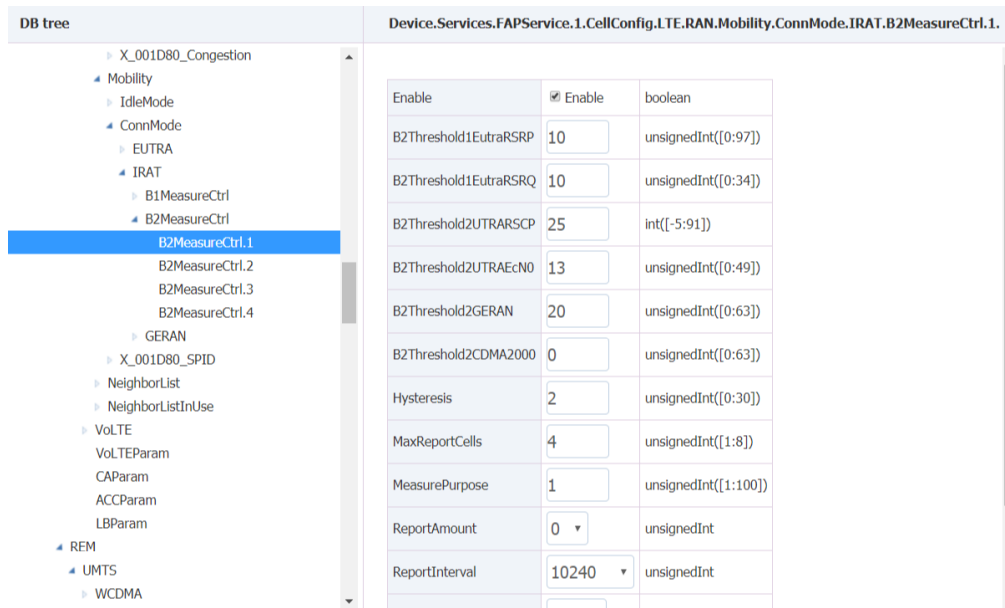 DB tree
Device.Services.FAPService.1.CellConfig.LTE.RAN.Mobility.ConnMode.IRAT.B2MeasureCtrl.1.
X_001D80_Congestion
Mobility
IdleMode
ConnMode
EUTRA
IRAT
B1MeasureCtrl
B2MeasureCtrl
B2MeasureCtrl.1
B2MeasureCtrl.2
B2MeasureCtrl.3
B2MeasureCtrl.4
GERAN
X_001D80_SPID
NeighborList
NeighborListInUse
VoLTE
VoLTEParam
CAParam
ACCParam
LBParam
REM
UMTS
WCDMA
Enable Enable boolean
B2Threshold1EutraRSRP 10 unsignedInt([0:97])
B2Threshold1EutraRSRQ 10 unsignedInt([0:34])
B2Threshold2UTRARSCP 25 int([-5:91])
B2Threshold2UTRAEcN0 13 unsignedInt([0:49])
B2Threshold2GERAN 20 unsignedInt([0:63])
B2Threshold2CDMA2000 0 unsignedInt([0:63])
Hysteresis 2 unsignedInt([0:30])
MaxReportCells 4 unsignedInt([1:8])
MeasurePurpose 1 unsignedInt([1:100])
ReportAmount 0 unsignedInt
ReportInterval 10240 unsignedInt